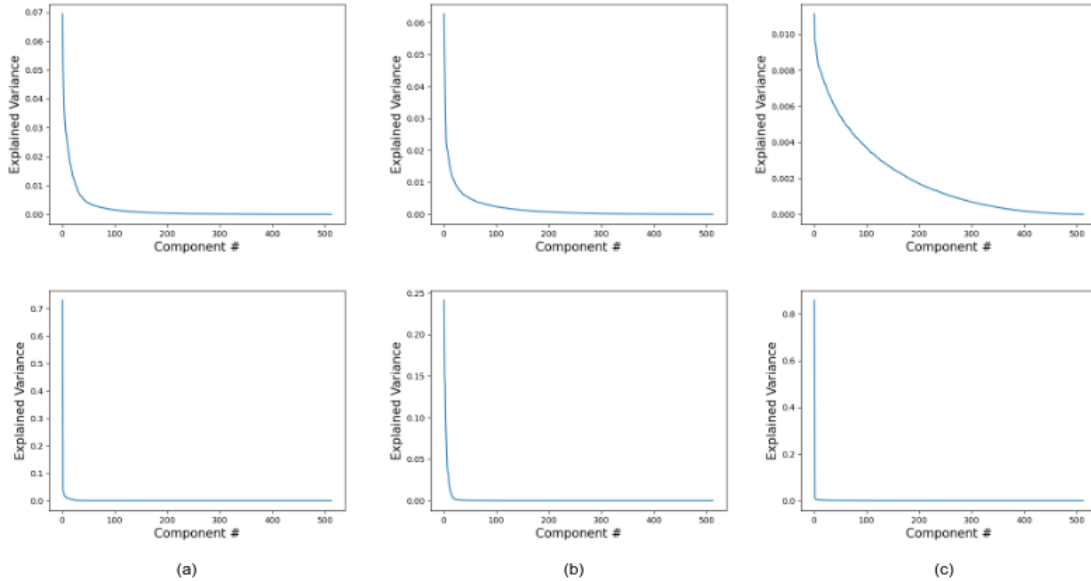 0.07
0.06
0.05
0.04
0.03
0.02
0.01
0.00
Explained Variance
0 100 200 300 400 500
Component #
0.06
0.05
0.04
0.03
0.02
0.01
0.00
Explained Variance
0 100 200 300 400 500
Component #
0.010
0.008
0.006
0.004
0.002
0.000
Explained Variance
0 100 200 300 400 500
Component #
0.7
0.6
0.5
0.4
0.3
0.2
0.1
0.0
Explained Variance
0 100 200 300 400 500
Component #
(a)
0.25
0.20
0.15
0.10
0.05
0.00
Explained Variance
0 100 200 300 400 500
Component #
(b)
0.8
0.6
0.4
0.2
0.0
Explained Variance
0 100 200 300 400 500
Component #
(c)